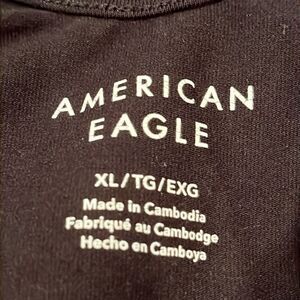 AMERICAN
EAGLE
XL/TG/EXG
Made in Cambodia
Fabriqué au Cambodge
Hecho en Camboya